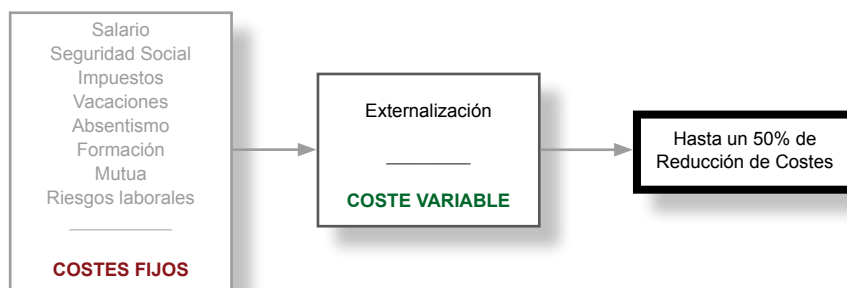 Salario
Seguridad Social
Impuestos
Vacaciones
Absentismo
Formación
Mutua
Riesgos laborales
COSTES FIJOS
Externalización
COSTE VARIABLE
Hasta un 50% de
Reducción de Costes